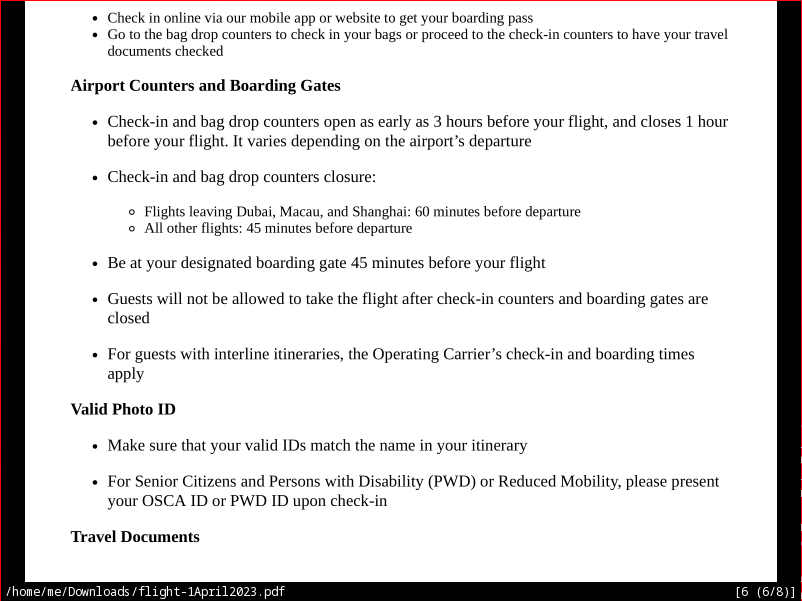 Check in online via our mobile app or website to get your boarding pass
Go to the bag drop counters to check in your bags or proceed to the check-in counters to have your travel
documents checked
Airport Counters and Boarding Gates
Check-in and bag drop counters open as early as 3 hours before your flight, and closes 1 hour
before your flight. It varies depending on the airport’s departure
Check-in and bag drop counters closure:
Flights leaving Dubai, Macau, and Shanghai: 60 minutes before departure
All other flights: 45 minutes before departure
Be at your designated boarding gate 45 minutes before your flight
Guests will not be allowed to take the flight after check-in counters and boarding gates are
closed
For guests with interline itineraries, the Operating Carrier’s check-in and boarding times
apply
Valid Photo ID
Make sure that your valid IDs match the name in your itinerary
For Senior Citizens and Persons with Disability (PWD) or Reduced Mobility, please present
your OSCA ID or PWD ID upon check-in
Travel Documents
/home/me/Downloads/flight-1April2023.pdf [6 (6/8)]